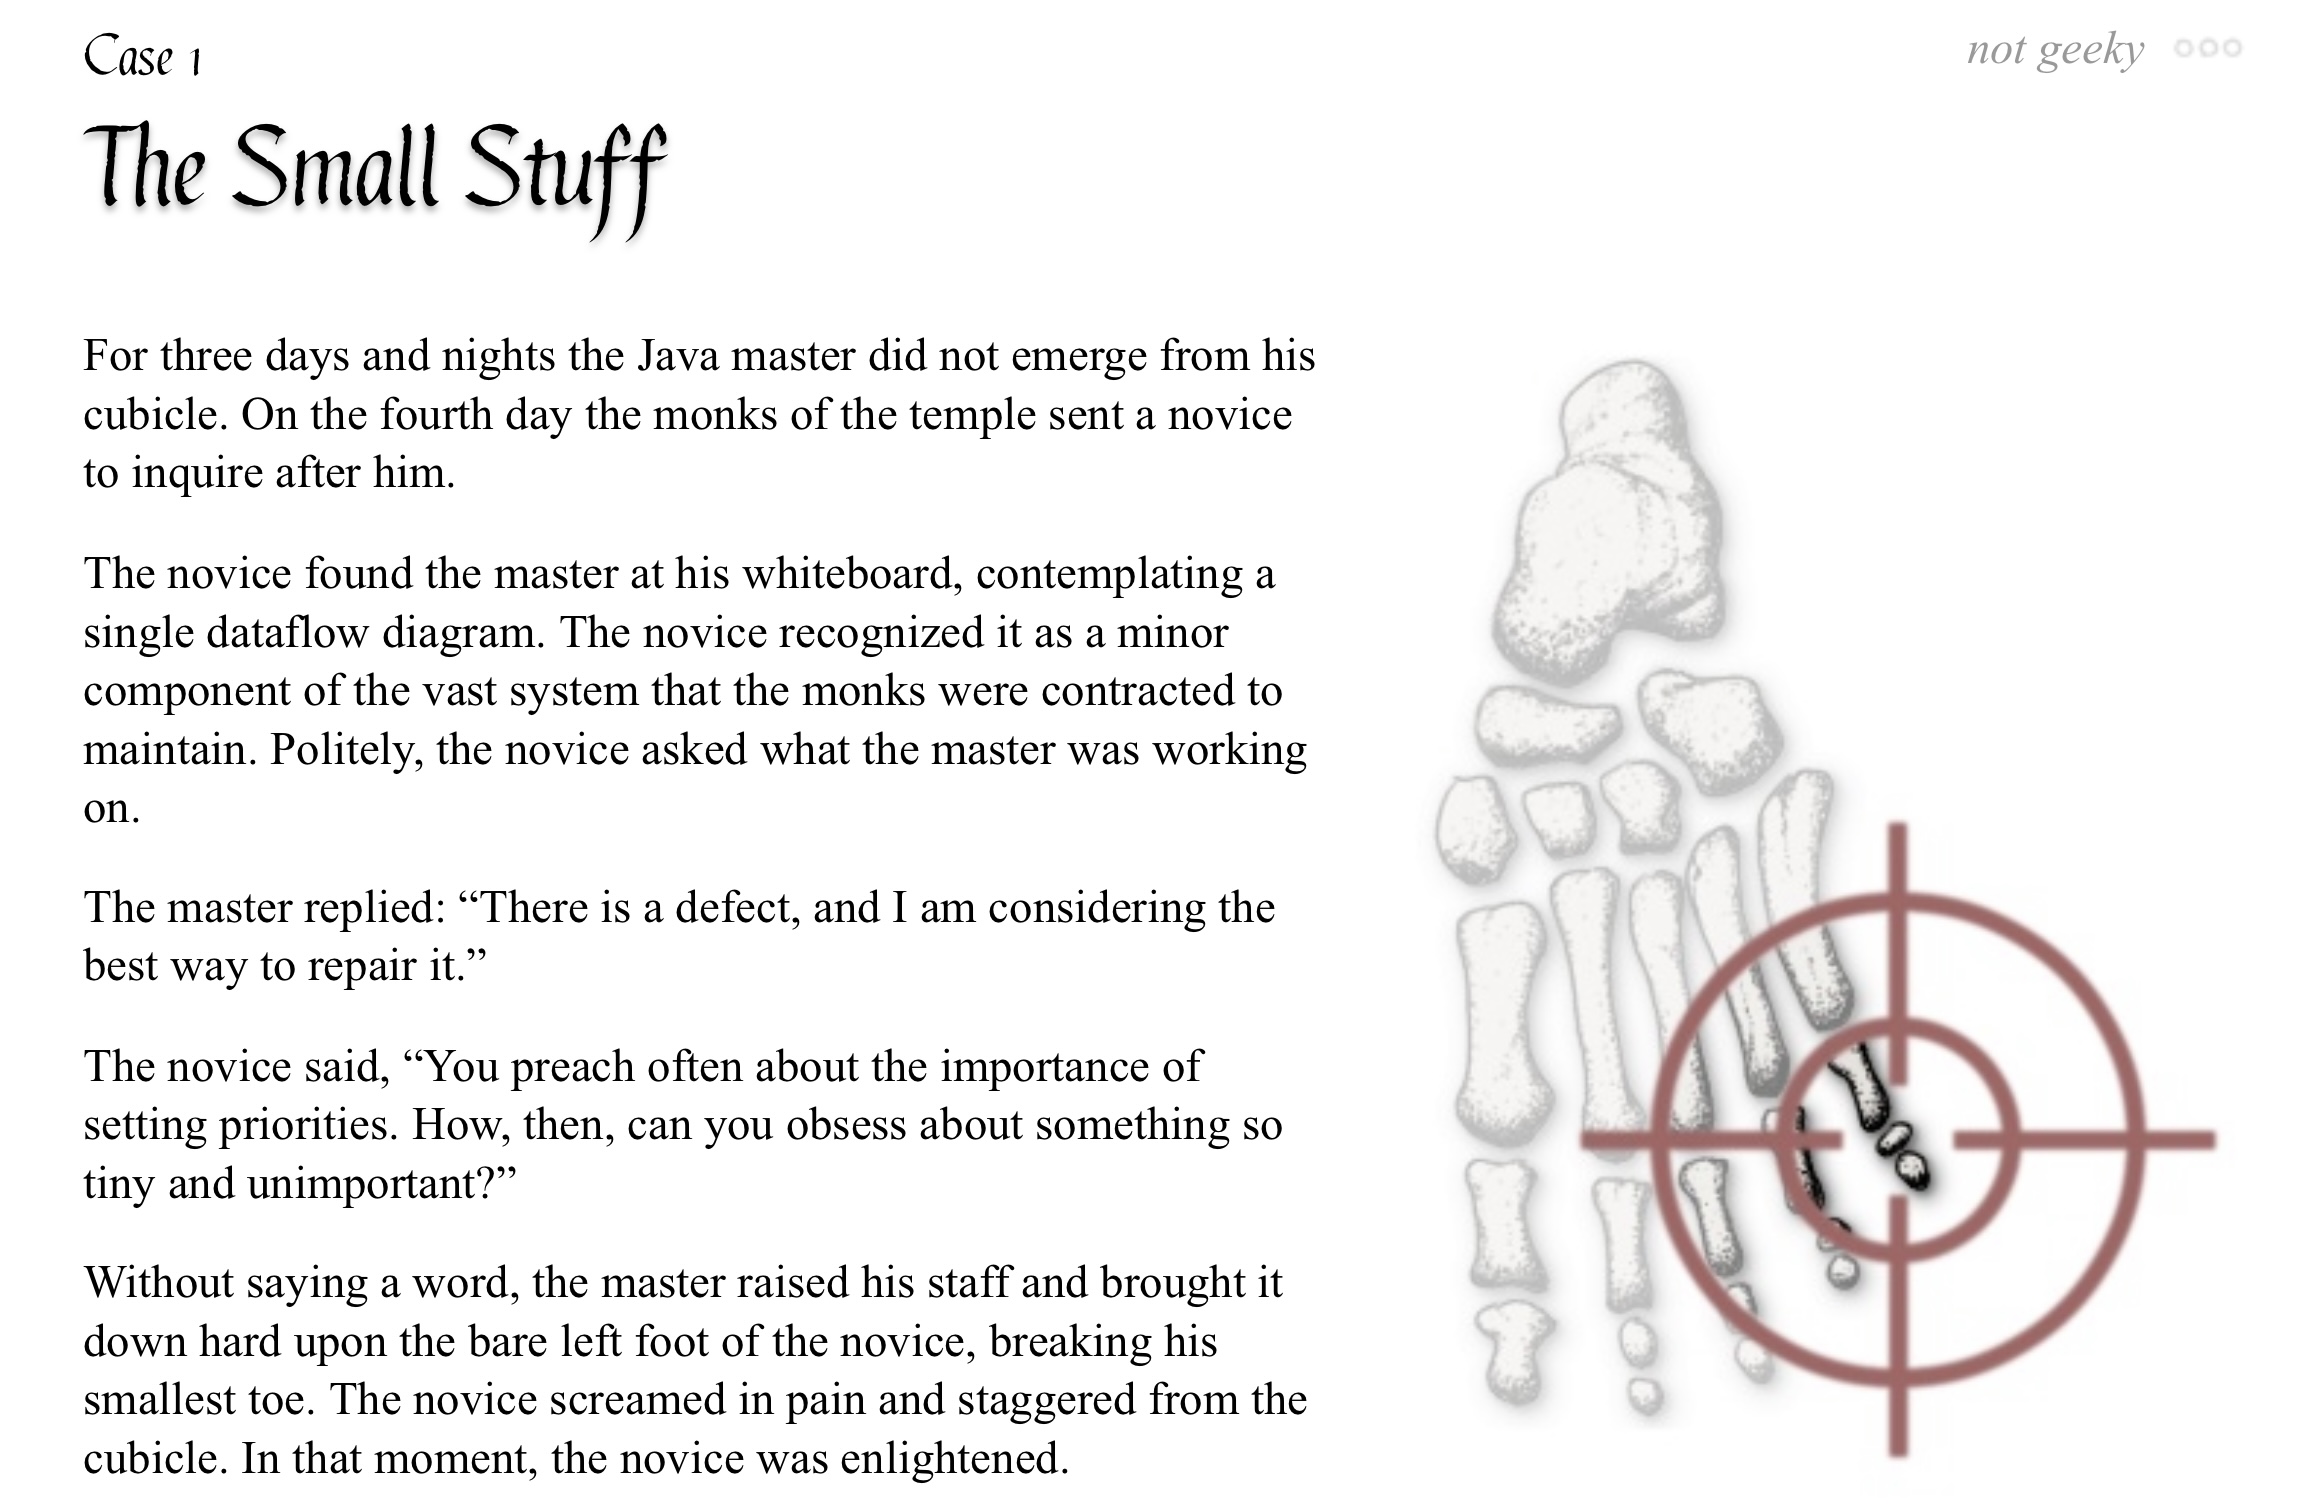 Case 1
not geeky
The Small Stuff
For three days and nights the Java master did not emerge from his
cubicle. On the fourth day the monks of the temple sent a novice
to inquire after him.
The novice found the master at his whiteboard, contemplating a
single dataflow diagram. The novice recognized it as a minor
component of the vast system that the monks were contracted to
maintain. Politely, the novice asked what the master was working
on.
The master replied: “There is a defect, and I am considering the
best way to repair it.”
The novice said, “You preach often about the importance of
setting priorities. How, then, can you obsess about something so
tiny and unimportant?”
Without saying a word, the master raised his staff and brought it
down hard upon the bare left foot of the novice, breaking his
smallest toe. The novice screamed in pain and staggered from the
cubicle. In that moment, the novice was enlightened.